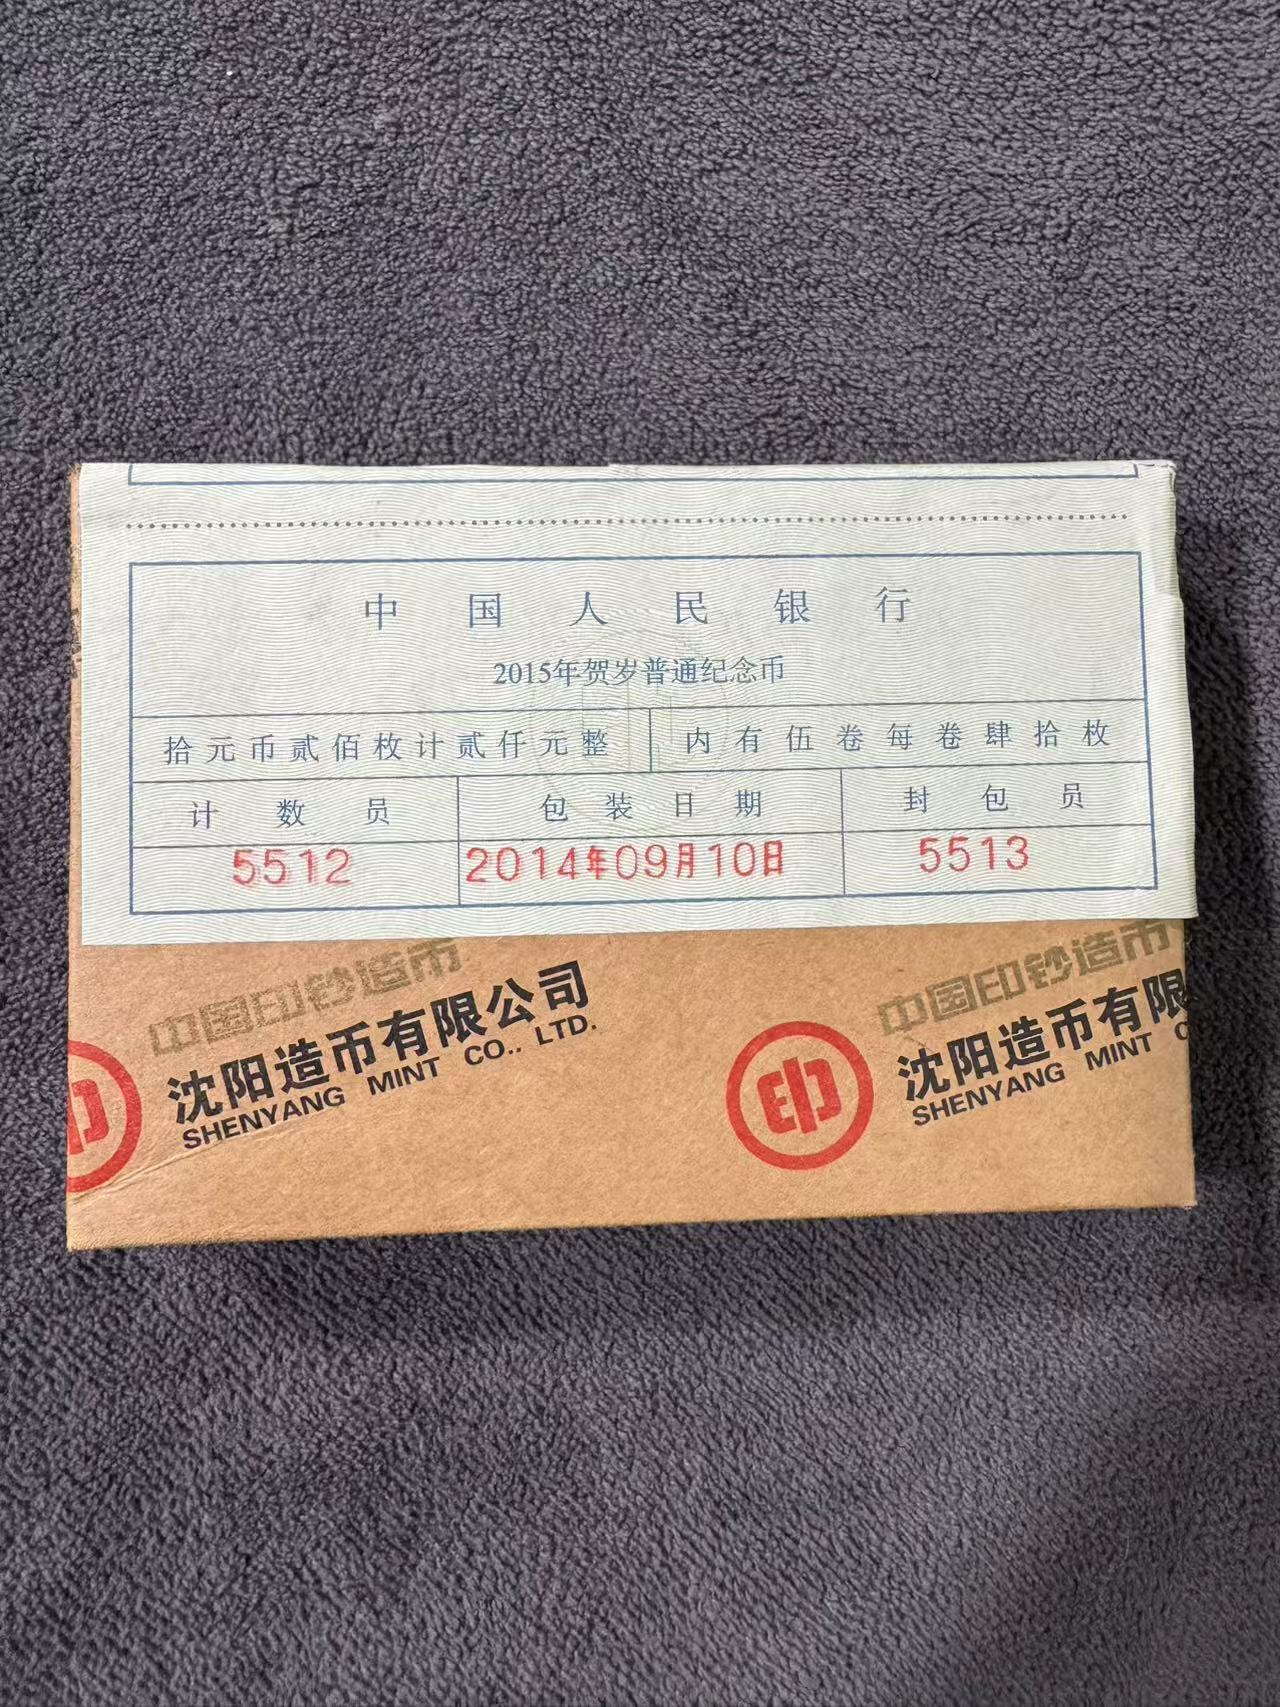 中国人民银行
2015年贺岁普通纪念币
拾元币贰佰枚计贰仟元整 内有伍卷每卷肆拾枚
计数员 包装日期 封包员
5512 2014年09月10日 5513
中国印钞造币
沈阳造币有限公司
SHENYANG MINT CO., LTD.
中国印钞造币
印
沈阳造币有限
SHENYANG MINT C